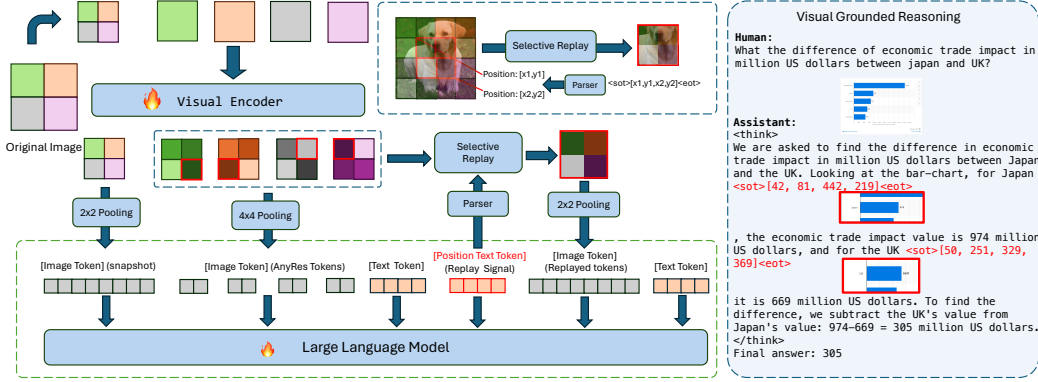 Original Image
Visual Encoder
Selective Replay
Position: [x1,y1]
Position: [x2,y2]
Parser
<sot>[x1,y1,x2,y2]<eot>
Selective
Replay
Parser
2x2 Pooling
4x4 Pooling
2x2 Pooling
[Image Token] (snapshot)
[Image Token] (AnyRes Tokens)
[Text Token]
[Position Text Token]
(Replay Signal)
[Image Token]
(Replayed tokens)
[Text Token]
Large Language Model
Visual Grounded Reasoning
Human:
What the difference of economic trade impact in
million US dollars between japan and UK?
Assistant:
<think>
We are asked to find the difference in economic
trade impact in million US dollars between Japan
and the UK. Looking at the bar-chart, for Japan
<sot>[42, 81, 442, 219]<eot>
, the economic trade impact value is 974 million
US dollars, and for the UK <sot>[50, 251, 329,
369]<eot>
it is 669 million US dollars. To find the
difference, we subtract the UK's value from
Japan's value: 974−669 = 305 million US dollars.
</think>
Final answer: 305